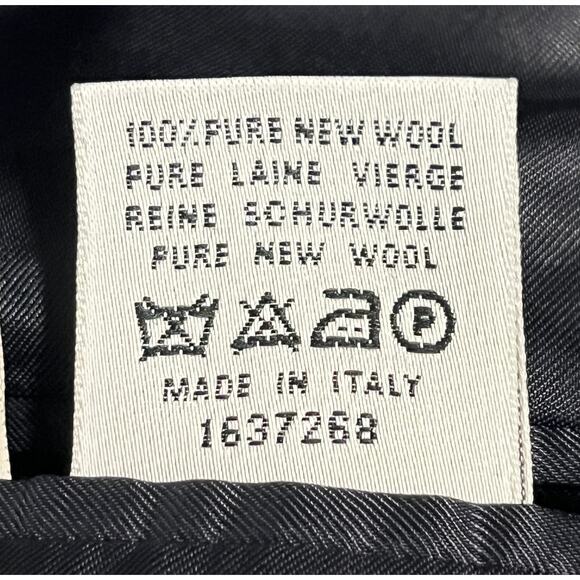 100% PURE NEW WOOL
PURE LAINE VIERGE
REINE SCHURWOLLE
PURE NEW WOOL
P
MADE IN ITALY
1637268